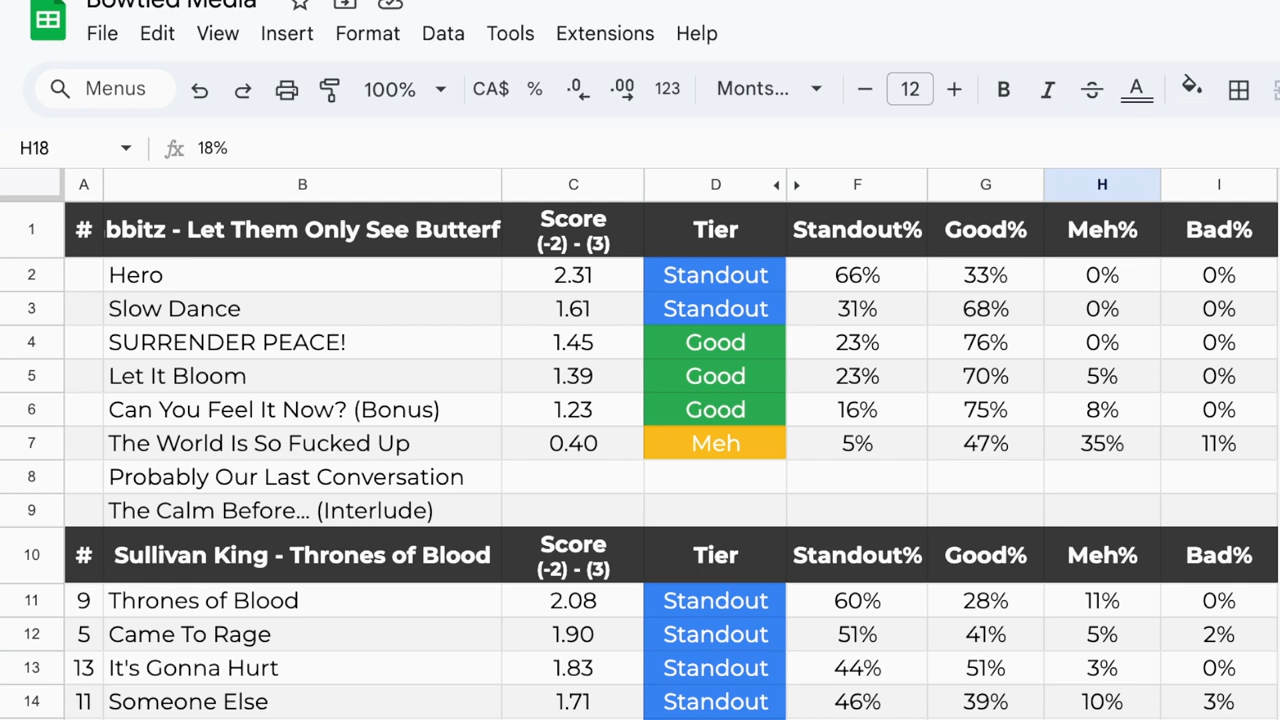 Bowtied Media
File Edit View Insert Format Data Tools Extensions Help
Menus 100% CA$ % .0 .00 123 Monts... 12 B I S A
H18 fx 18%
A B C D F G H I
1 # bbitz - Let Them Only See Butterf Score (-2) - (3) Tier Standout% Good% Meh% Bad%
2 Hero 2.31 Standout 66% 33% 0% 0%
3 Slow Dance 1.61 Standout 31% 68% 0% 0%
4 SURRENDER PEACE! 1.45 Good 23% 76% 0% 0%
5 Let It Bloom 1.39 Good 23% 70% 5% 0%
6 Can You Feel It Now? (Bonus) 1.23 Good 16% 75% 8% 0%
7 The World Is So Fucked Up 0.40 Meh 5% 47% 35% 11%
8 Probably Our Last Conversation
9 The Calm Before... (Interlude)
10 # Sullivan King - Thrones of Blood Score (-2) - (3) Tier Standout% Good% Meh% Bad%
11 9 Thrones of Blood 2.08 Standout 60% 28% 11% 0%
12 5 Came To Rage 1.90 Standout 51% 41% 5% 2%
13 13 It's Gonna Hurt 1.83 Standout 44% 51% 3% 0%
14 11 Someone Else 1.71 Standout 46% 39% 10% 3%